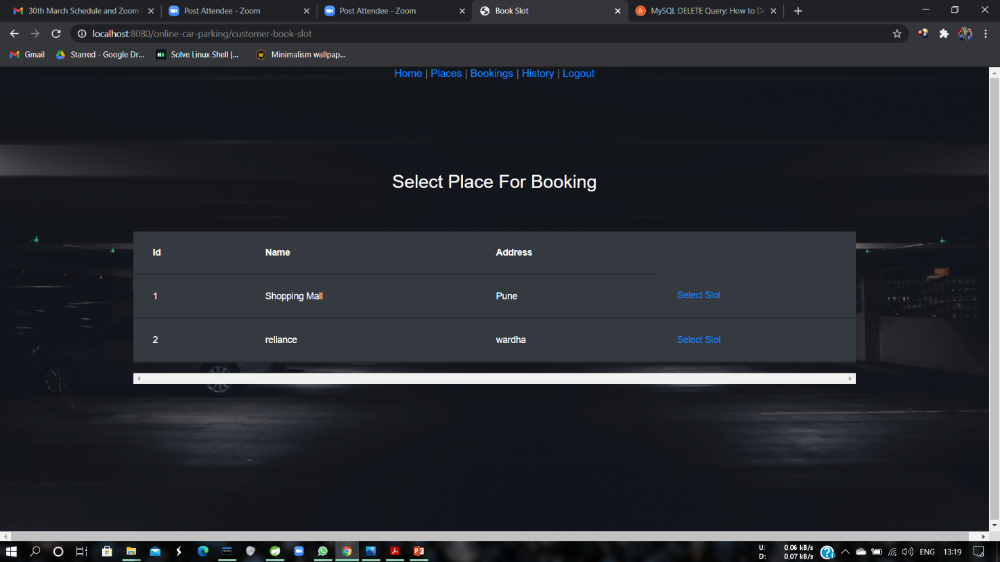 30th March Schedule and Zoom
Post Attendee - Zoom
Post Attendee - Zoom
Book Slot
MySQL DELETE Query: How to De
localhost:8080/online-car-parking/customer-book-slot
Gmail
Starred - Google Dr...
Solve Linux Shell |...
Minimalism wallpap...
Home | Places | Bookings | History | Logout
Select Place For Booking
Id Name Address
1 Shopping Mall Pune Select Slot
2 reliance wardha Select Slot
U: 0.06 kB/s
D: 0.07 kB/s
ENG
13:19